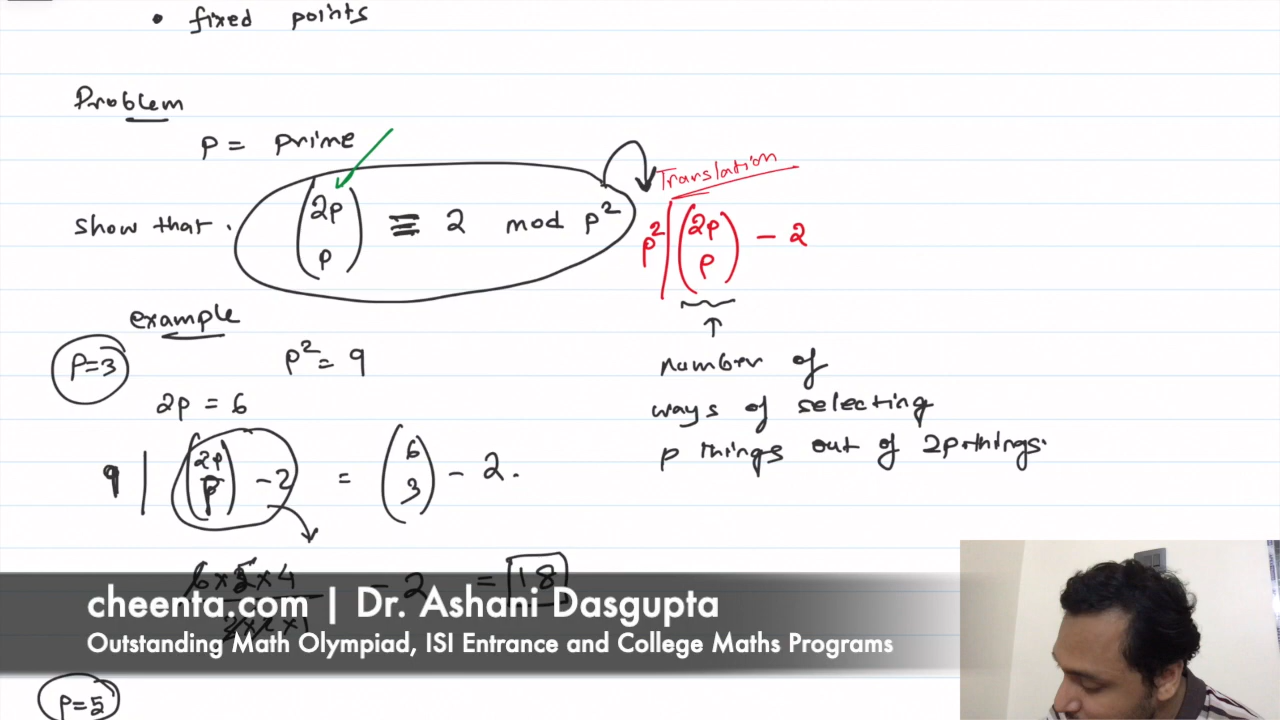 • fixed points
Problem
P = prime
Show that . (2p p) ≡ 2 mod p²
Translation
p² | (2p p) - 2
example
P=3
p² = 9
2p = 6
9 | (2p p) - 2 = (6 3) - 2.
6 × 5 × 4 / 3 × 2 × 1 - 2 = 18
number of
ways of selecting
p things out of 2p things.
cheenta.com | Dr. Ashani Dasgupta
Outstanding Math Olympiad, ISI Entrance and College Maths Programs
P=5